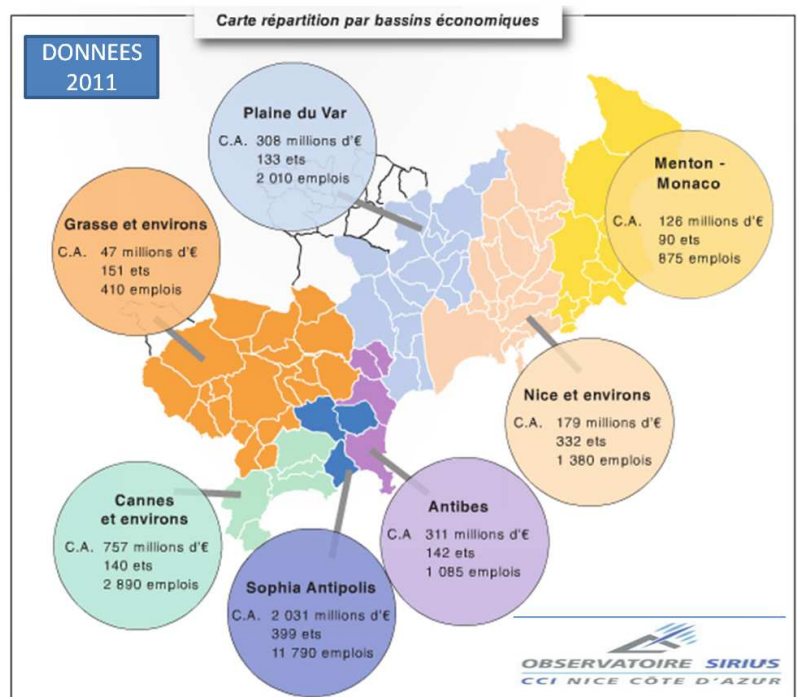 Carte répartition par bassins économiques
DONNEES
2011
Plaine du Var
C.A. 308 millions d'€
133 ets
2 010 emplois
Menton -
Monaco
C.A. 126 millions d'€
90 ets
875 emplois
Grasse et environs
C.A. 47 millions d'€
151 ets
410 emplois
Nice et environs
C.A. 179 millions d'€
332 ets
1 380 emplois
Cannes
et environs
C.A. 757 millions d'€
140 ets
2 890 emplois
Antibes
C.A 311 millions d'€
142 ets
1 085 emplois
Sophia Antipolis
C.A. 2 031 millions d'€
399 ets
11 790 emplois
OBSERVATOIRE SIRIUS
CCI NICE CÔTE D'AZUR